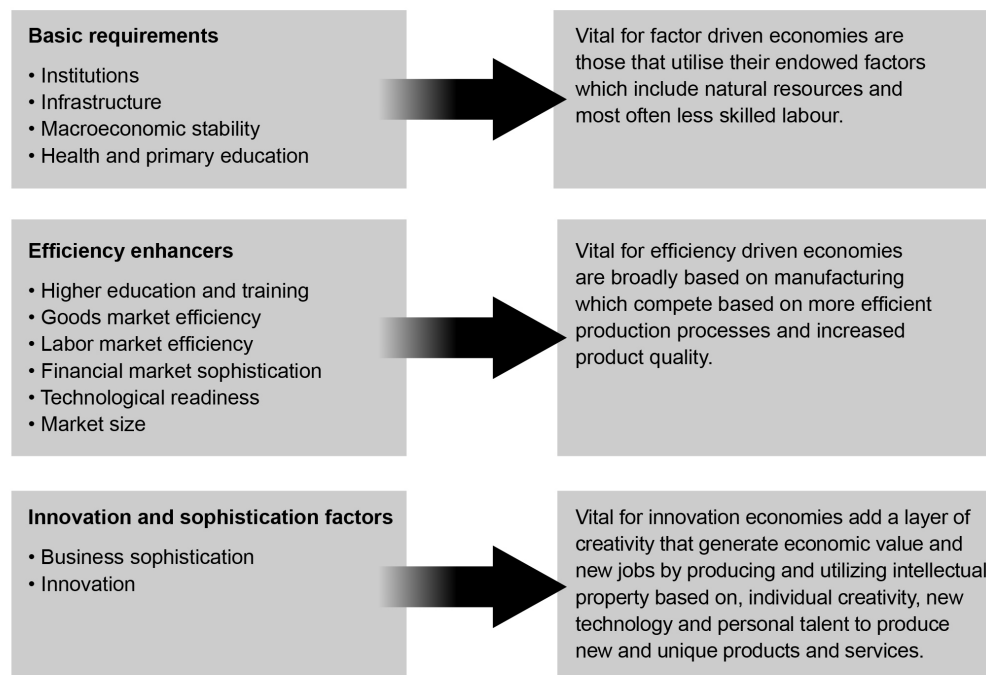 Basic requirements
• Institutions
• Infrastructure
• Macroeconomic stability
• Health and primary education
Vital for factor driven economies are
those that utilise their endowed factors
which include natural resources and
most often less skilled labour.
Efficiency enhancers
• Higher education and training
• Goods market efficiency
• Labor market efficiency
• Financial market sophistication
• Technological readiness
• Market size
Vital for efficiency driven economies
are broadly based on manufacturing
which compete based on more efficient
production processes and increased
product quality.
Innovation and sophistication factors
• Business sophistication
• Innovation
Vital for innovation economies add a layer of
creativity that generate economic value and
new jobs by producing and utilizing intellectual
property based on, individual creativity, new
technology and personal talent to produce
new and unique products and services.